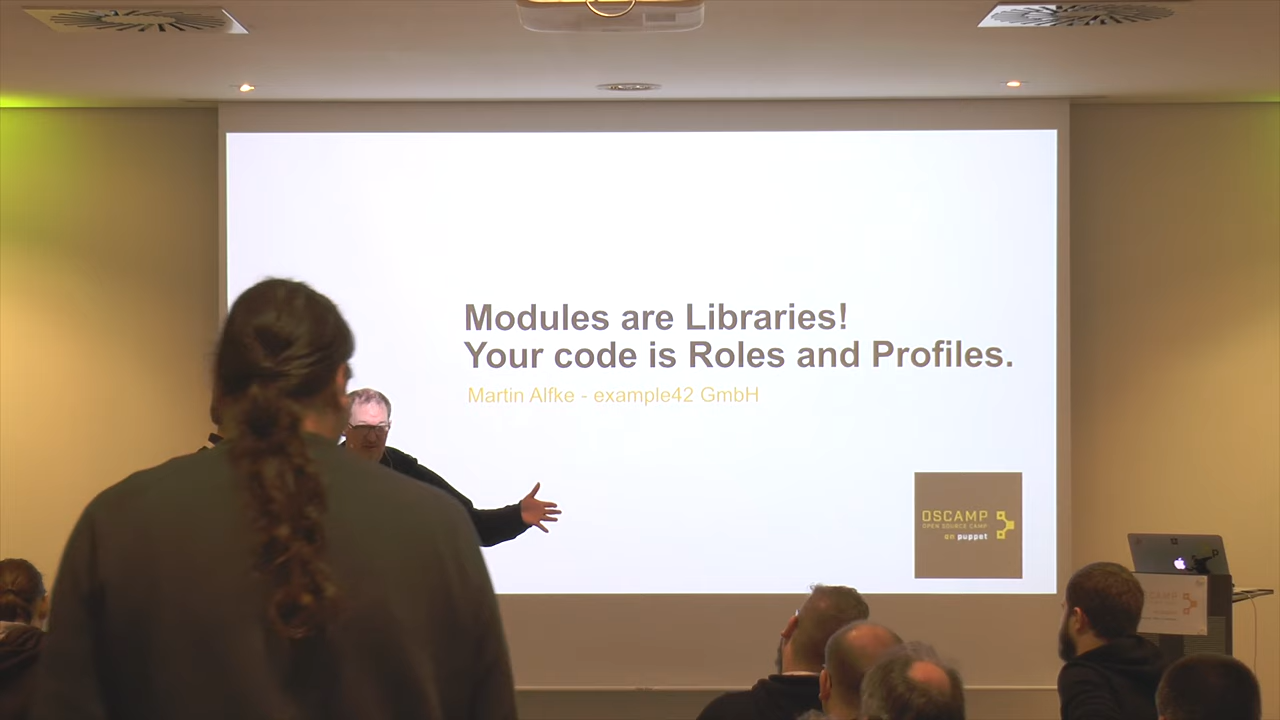 Modules are Libraries!
Your code is Roles and Profiles.
Martin Alfke - example42 GmbH
OSCAMP
OPEN SOURCE CAMP
on puppet